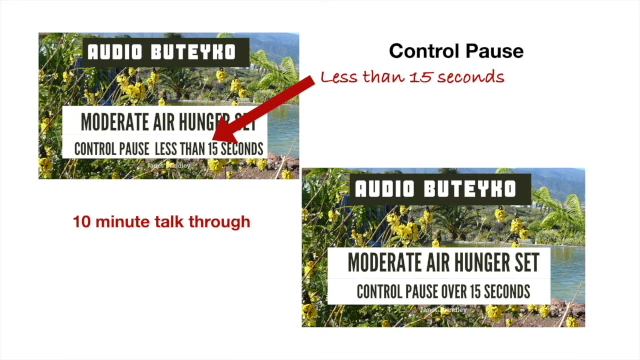 AUDIO BUTEYKO
MODERATE AIR HUNGER SET
CONTROL PAUSE LESS THAN 15 SECONDS
Control Pause
Less than 15 seconds
10 minute talk through
AUDIO BUTEYKO
MODERATE AIR HUNGER SET
CONTROL PAUSE OVER 15 SECONDS